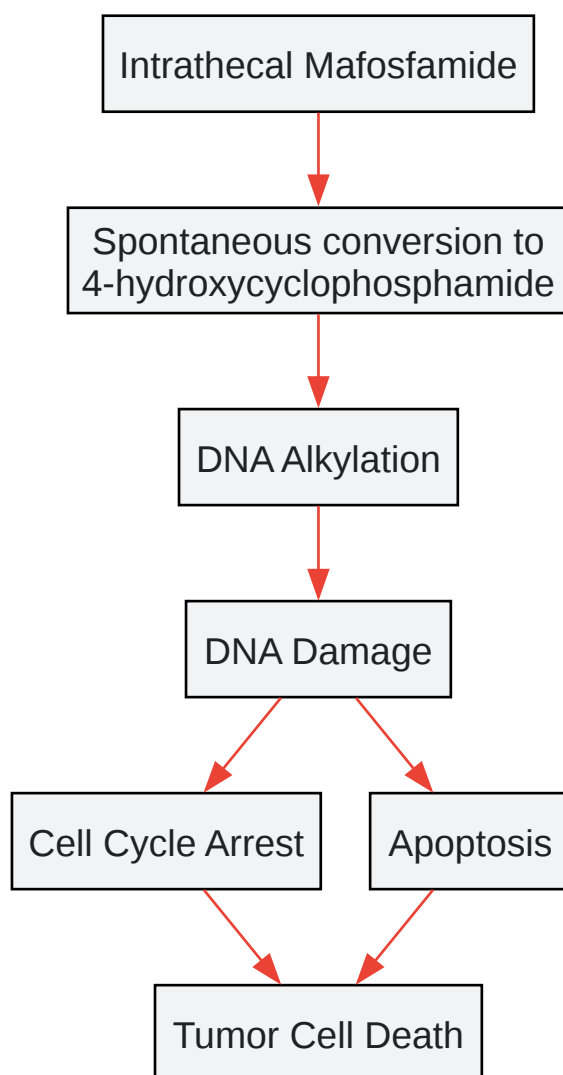 Intrathecal Mafosfamide
Spontaneous conversion to
4-hydroxycyclophosphamide
DNA Alkylation
DNA Damage
Cell Cycle Arrest
Apoptosis
Tumor Cell Death